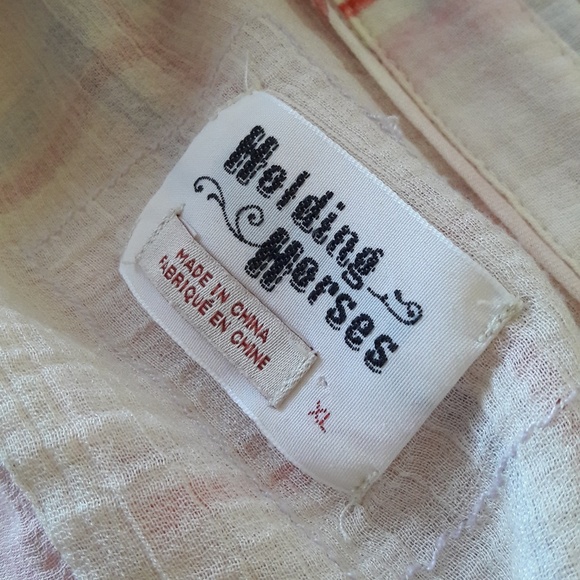 Holding
Horses
MADE IN CHINA
FABRIQUÉ EN CHINE
XL